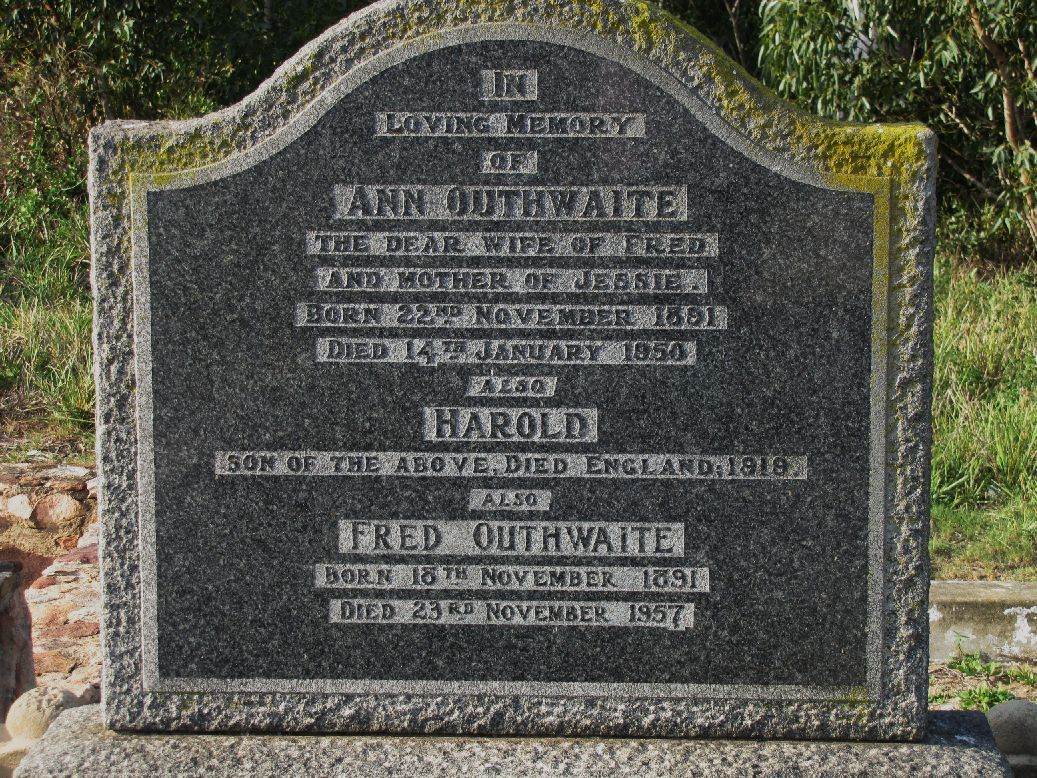 IN
LOVING MEMORY
OF
ANN OUTHWAITE
THE DEAR WIFE OF FRED
AND MOTHER OF JESSIE.
BORN 22ND NOVEMBER 1891
DIED 14TH JANUARY 1950
ALSO
HAROLD
SON OF THE ABOVE, DIED ENGLAND, 1919.
ALSO
FRED OUTHWAITE
BORN 18TH NOVEMBER 1891
DIED 23RD NOVEMBER 1957